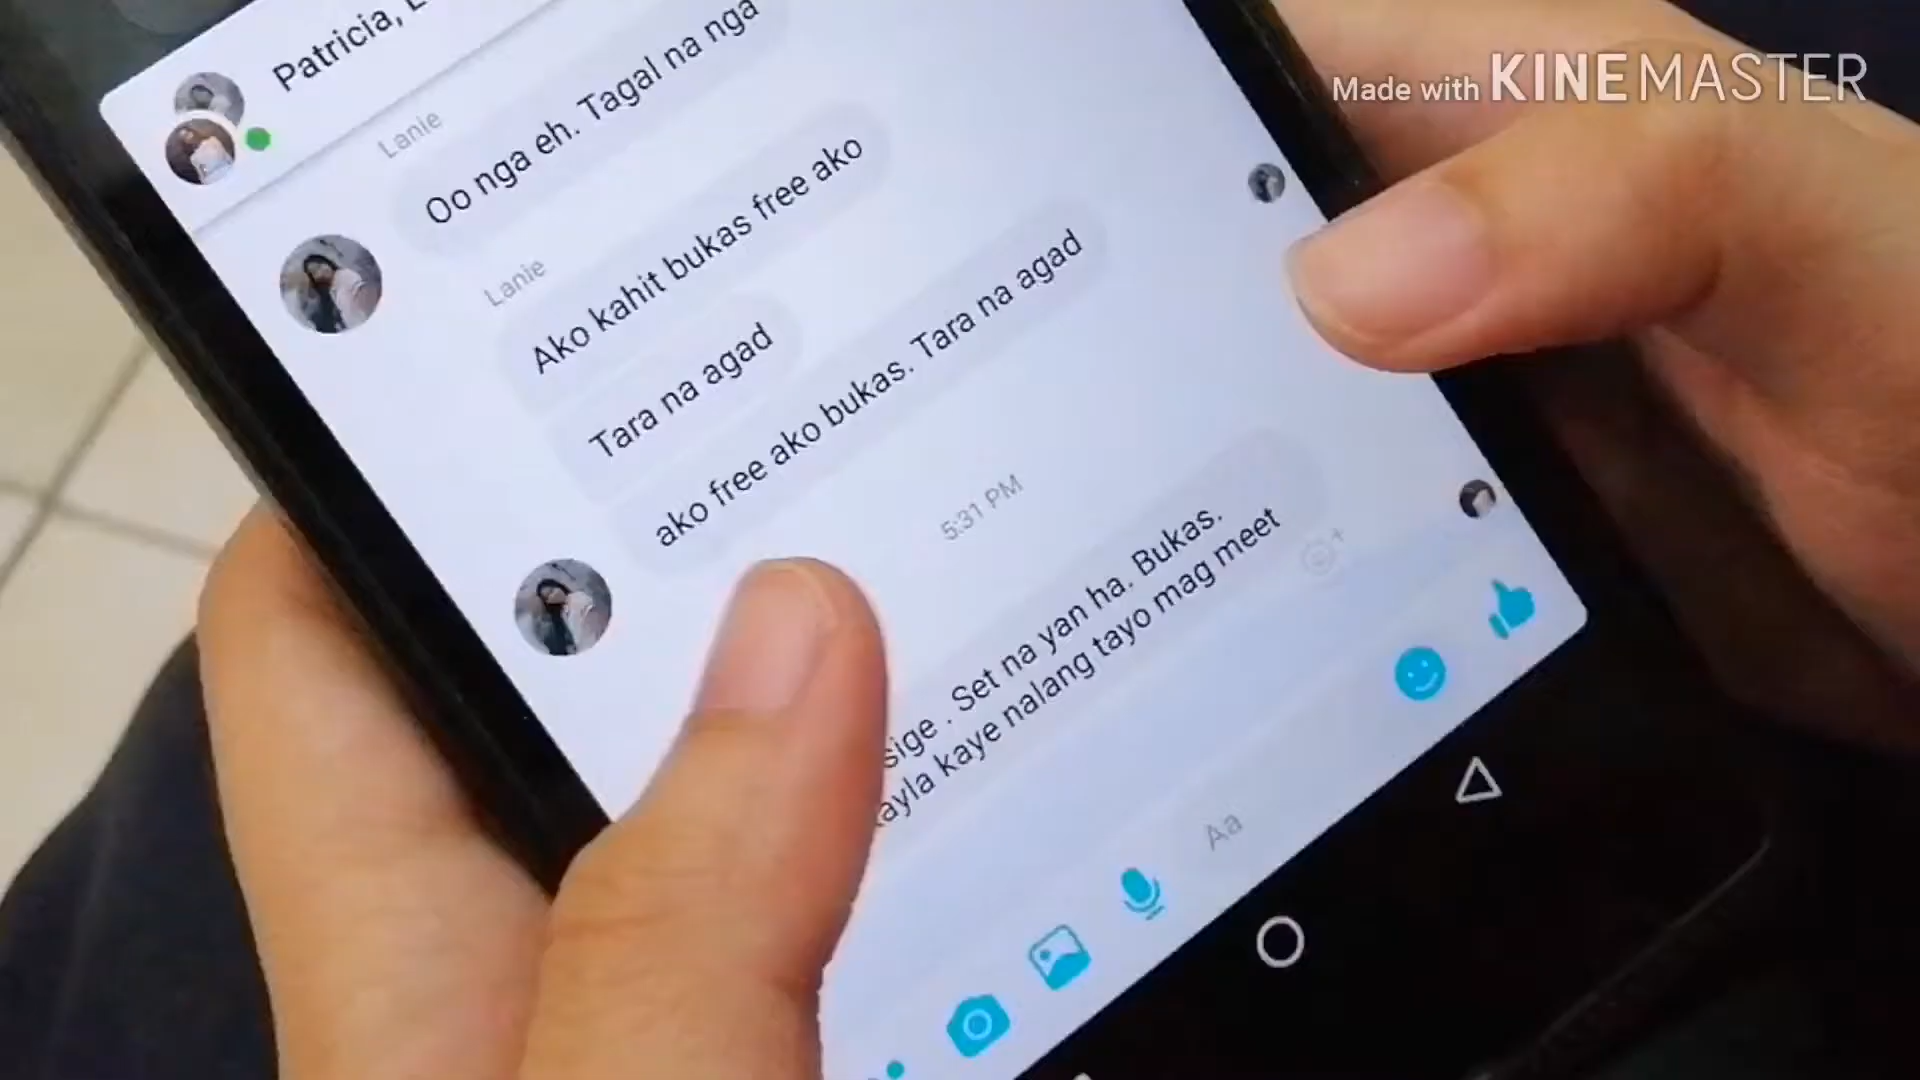 Made with KINEMASTER
Patricia,
Lanie
Oo nga eh. Tagal na nga
Lanie
Ako kahit bukas free ako
Tara na agad
ako free ako bukas. Tara na agad
5:31 PM
sige . Set na yan ha. Bukas.
kaye nalang tayo mag meet
Aa